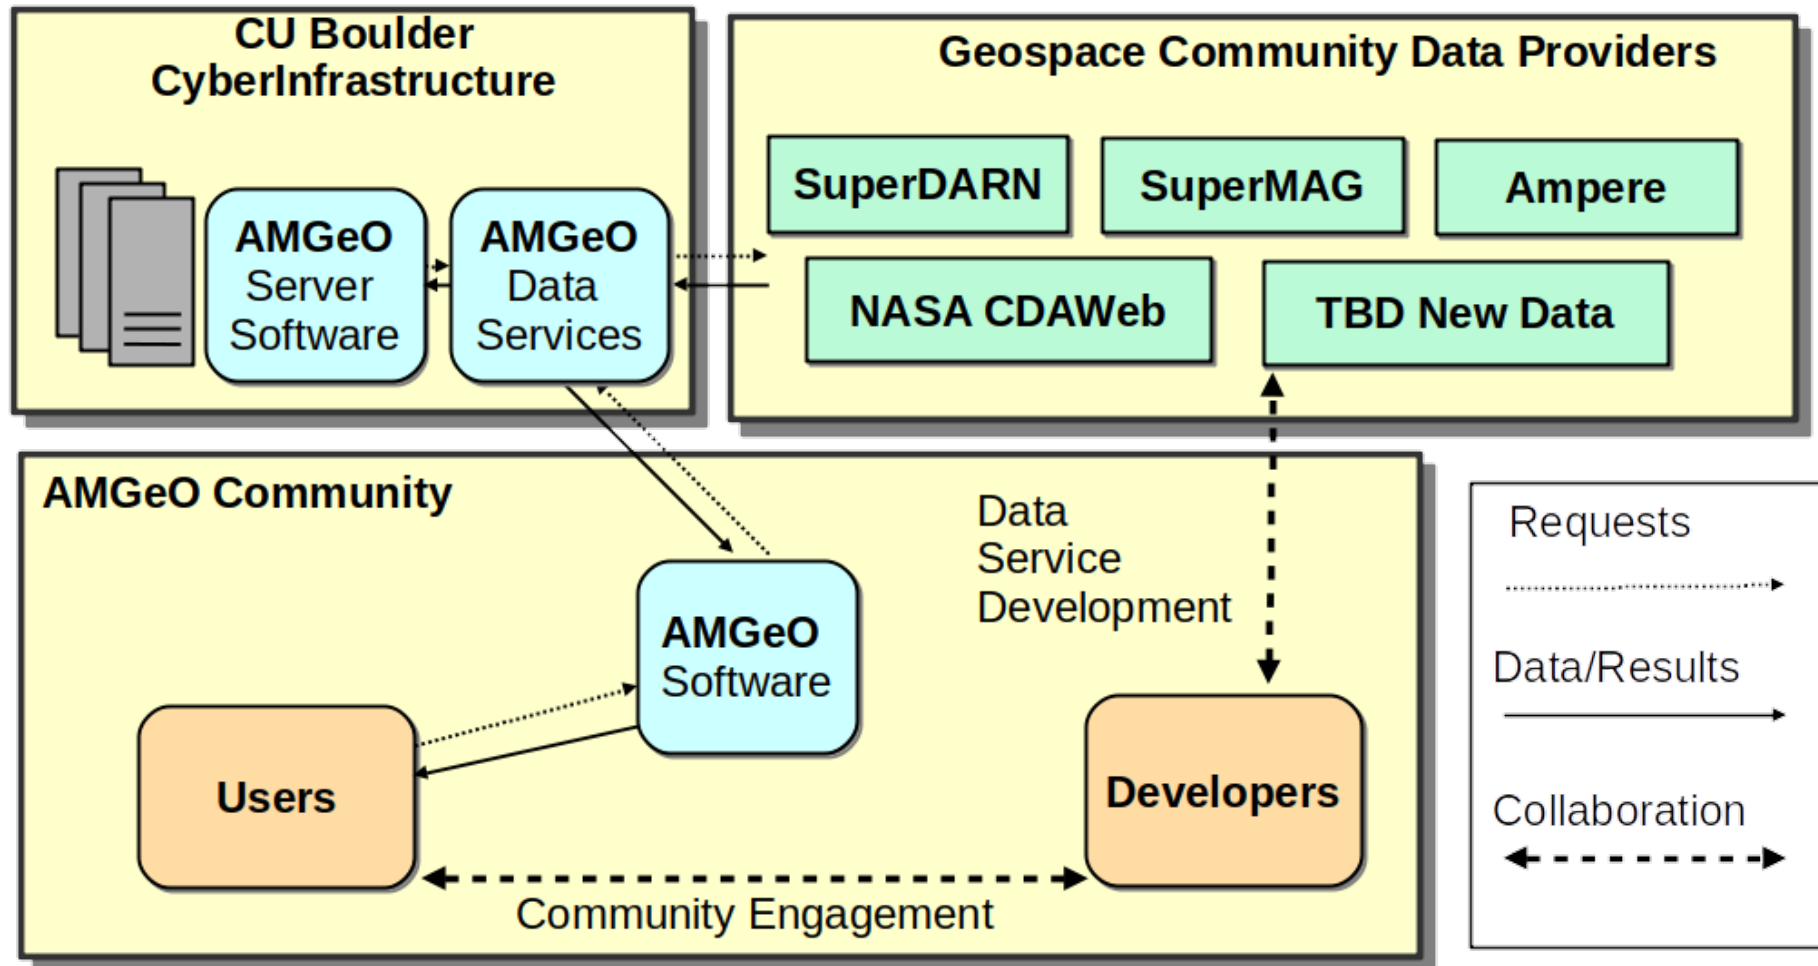 CU Boulder
CyberInfrastructure
AMGeO
Server
Software
AMGeO
Data
Services
Geospace Community Data Providers
SuperDARN
SuperMAG
Ampere
NASA CDAWeb
TBD New Data
AMGeO Community
Data
Service
Development
AMGeO
Software
Users
Developers
Community Engagement
Requests
Data/Results
Collaboration